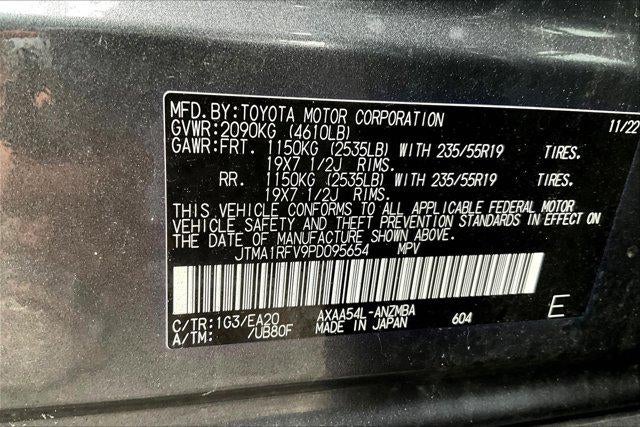 MFD.BY:TOYOTA MOTOR CORPORATION 11/22
GVWR:2090KG (4610LB)
GAWR:FRT. 1150KG (2535LB) WITH 235/55R19 TIRES.
19X7 1/2J RIMS.
RR. 1150KG (2535LB) WITH 235/55R19 TIRES.
19X7 1/2J RIMS.
THIS VEHICLE CONFORMS TO ALL APPLICABLE FEDERAL MOTOR
VEHICLE SAFETY AND THEFT PREVENTION STANDARDS IN EFFECT ON
THE DATE OF MANUFACTURE SHOWN ABOVE.
JTMA1RFV9PD095654 MPV
C/TR:1G3/EA20 AXAA54L-ANZMBA E
A/TM: /UB80F MADE IN JAPAN 604